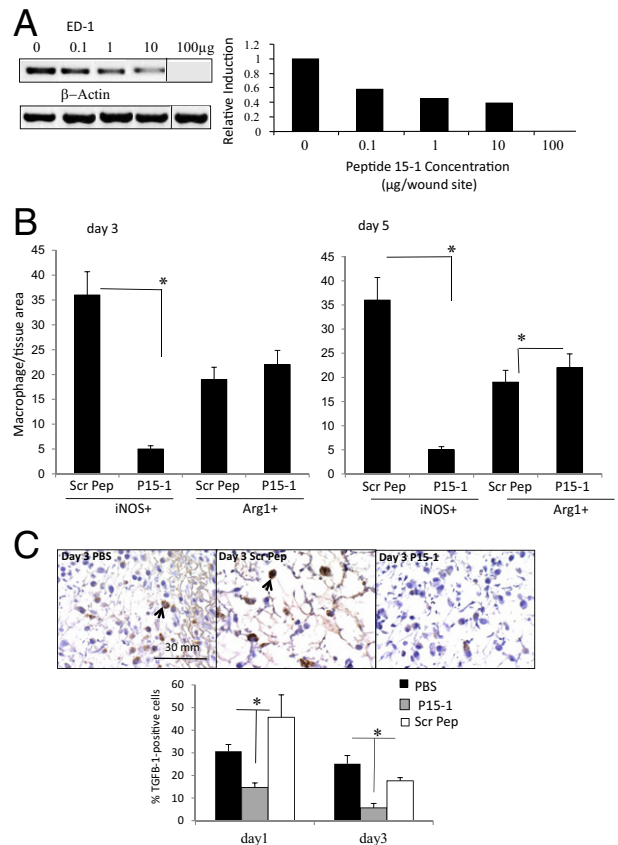 A
ED-1
0 0.1 1 10 100µg
β–Actin
Relative Induction
1.2
1
0.8
0.6
0.4
0.2
0
0 0.1 1 10 100
Peptide 15-1 Concentration
(µg/wound site)
B
day 3
Macrophage/tissue area
45
40
35
30
25
20
15
10
5
0
*
Scr Pep P15-1 Scr Pep P15-1
iNOS+ Arg1+
day 5
45
40
35
30
25
20
15
10
5
0
*
*
Scr Pep P15-1 Scr Pep P15-1
iNOS+ Arg1+
C
Day 3 PBS
30 mm
Day 3 Scr Pep
Day 3 P15-1
% TGFB-1-positive cells
60
50
40
30
20
10
0
*
*
PBS
P15-1
Scr Pep
day1 day3